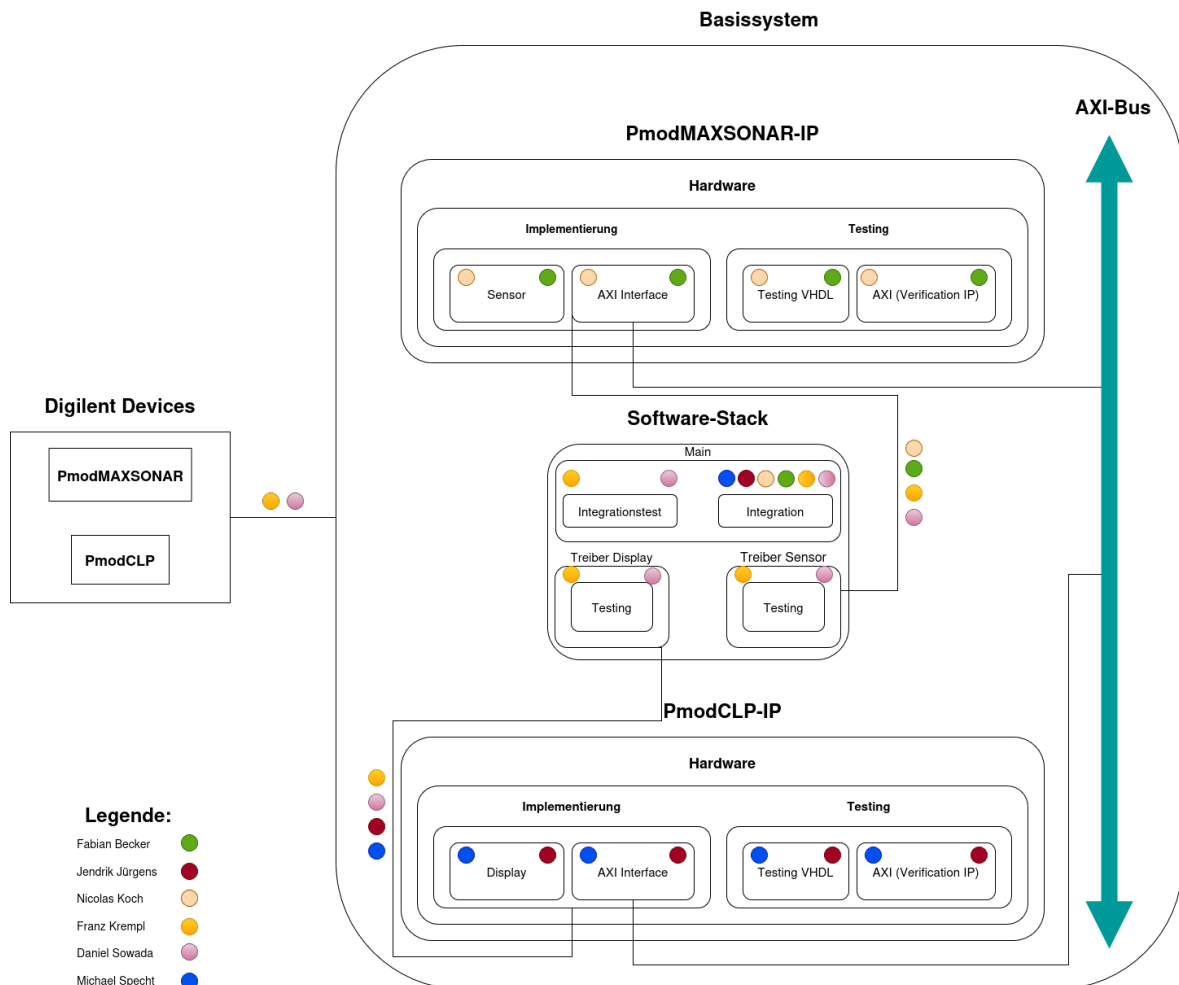 Basissystem
AXI-Bus
PmodMAXSONAR-IP
Hardware
Implementierung
Testing
Sensor
AXI Interface
Testing VHDL
AXI (Verification IP)
Digilent Devices
PmodMAXSONAR
PmodCLP
Software-Stack
Main
Integrationstest
Integration
Treiber Display
Treiber Sensor
Testing
Testing
PmodCLP-IP
Hardware
Implementierung
Testing
Display
AXI Interface
Testing VHDL
AXI (Verification IP)
Legende:
Fabian Becker
Jendrik Jürgens
Nicolas Koch
Franz Krempl
Daniel Sowada
Michael Specht